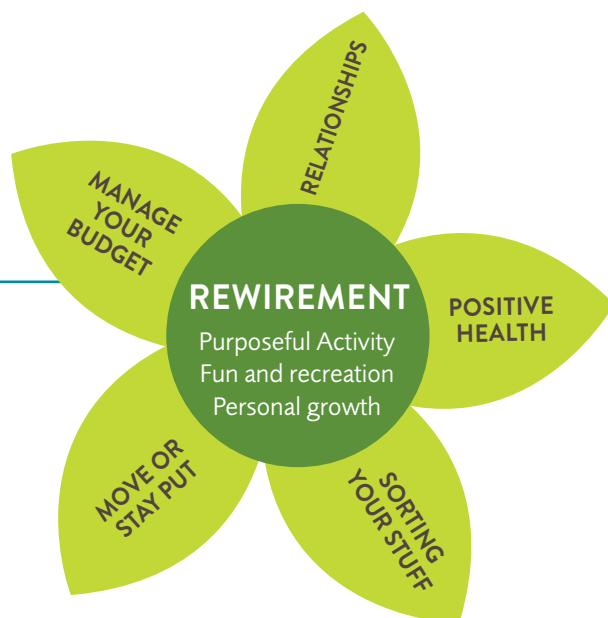 RELATIONSHIPS
MANAGE
YOUR
BUDGET
REWIREMENT
Purposeful Activity
Fun and recreation
Personal growth
POSITIVE
HEALTH
MOVE OR
STAY PUT
SORTING
YOUR STUFF